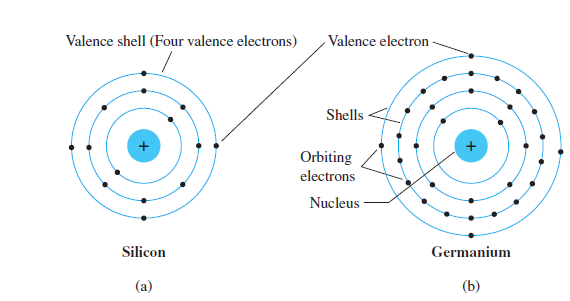 Valence shell (Four valence electrons)
Valence electron
Shells
Orbiting
electrons
Nucleus
+
+
Silicon
Germanium
(a)
(b)